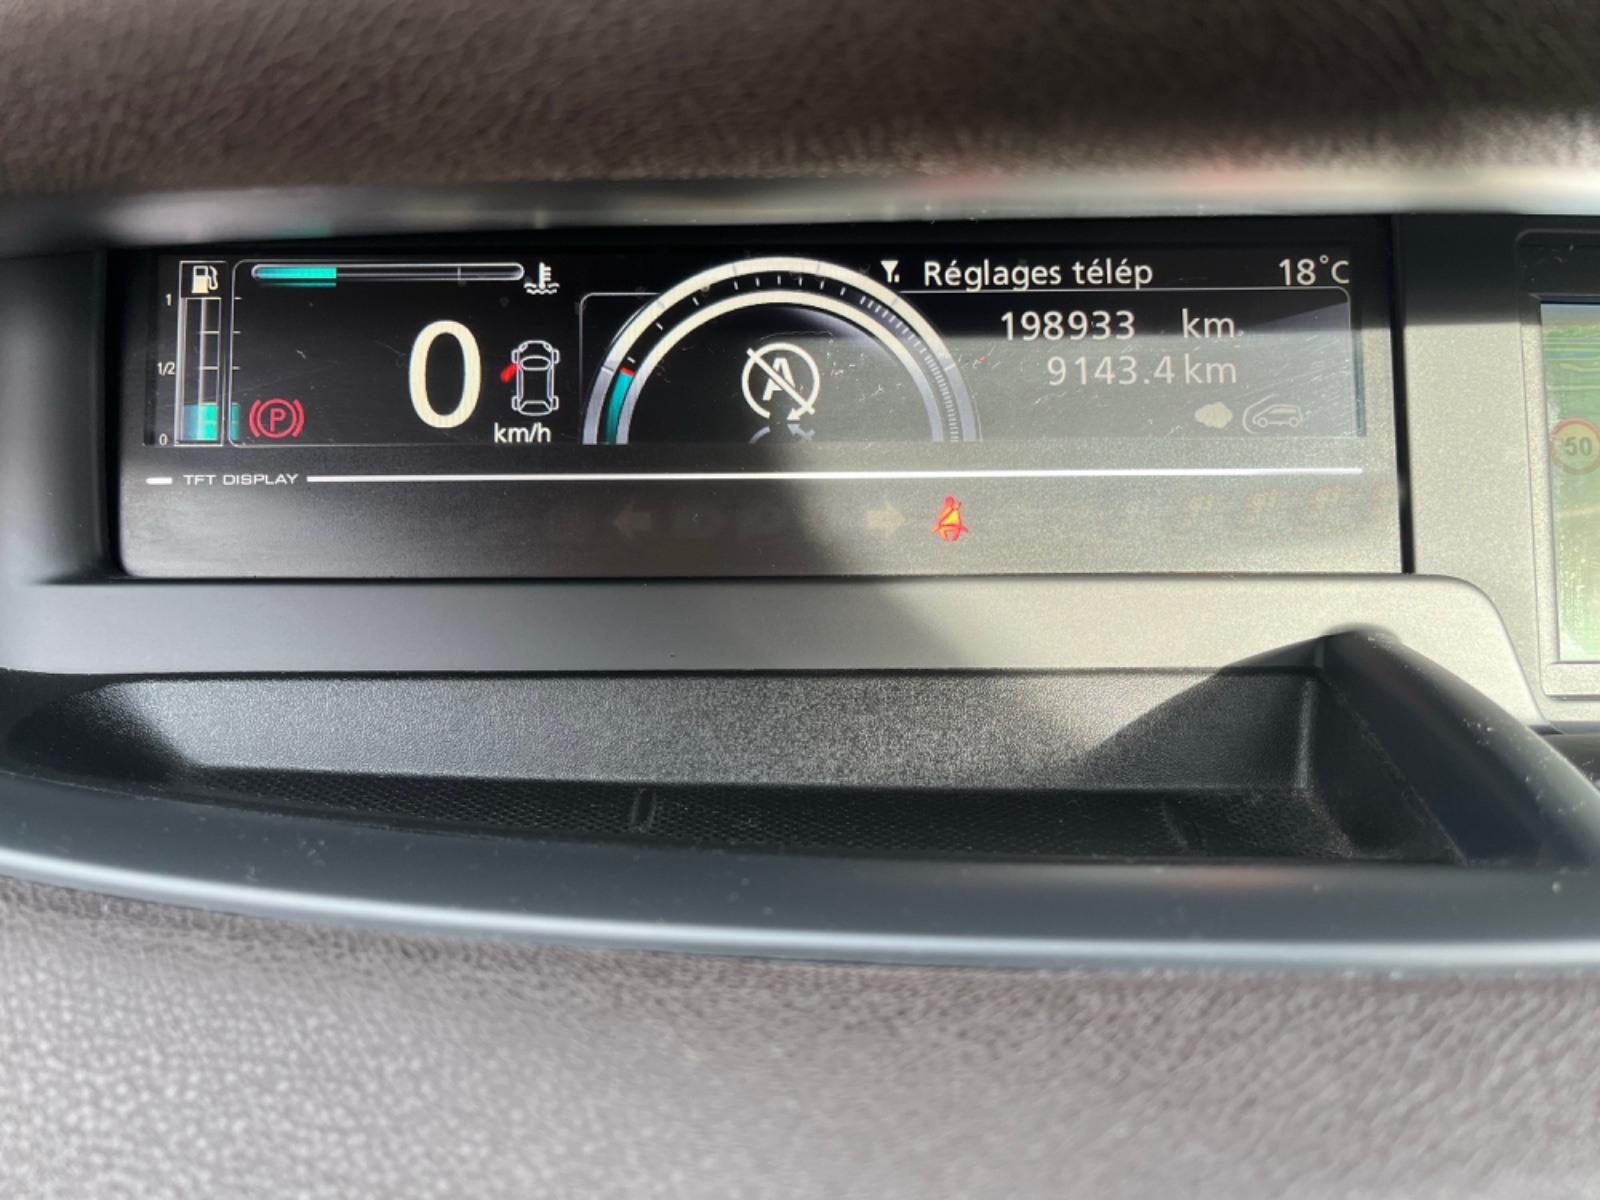 Réglages télép 18°C
1
198933 km
1/2
0
9143.4 km
P
A
km/h
0
TFT DISPLAY
50